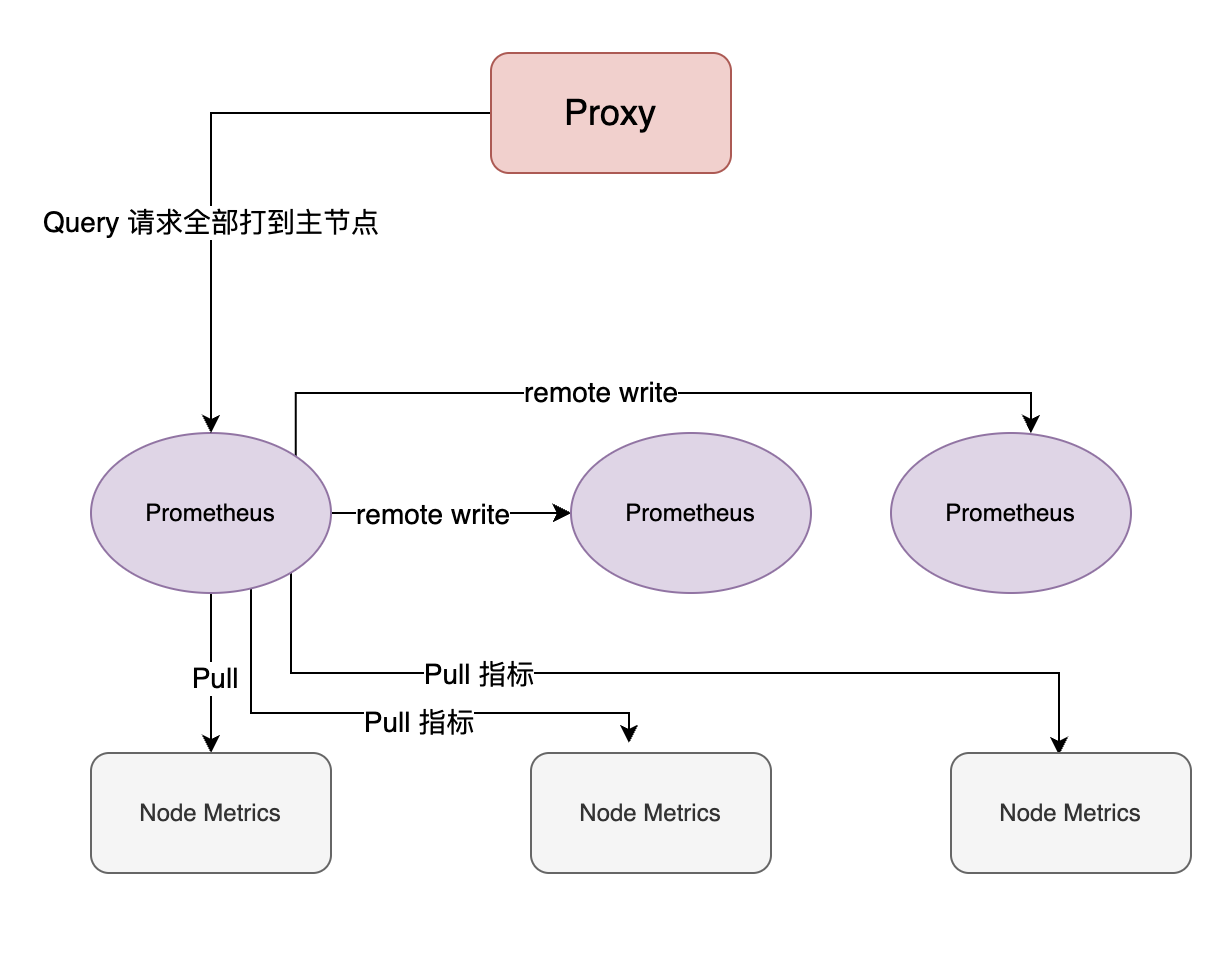 Proxy
Query 请求全部打到主节点
remote write
Prometheus
remote write
Prometheus
Prometheus
Pull
Pull 指标
Pull 指标
Node Metrics
Node Metrics
Node Metrics